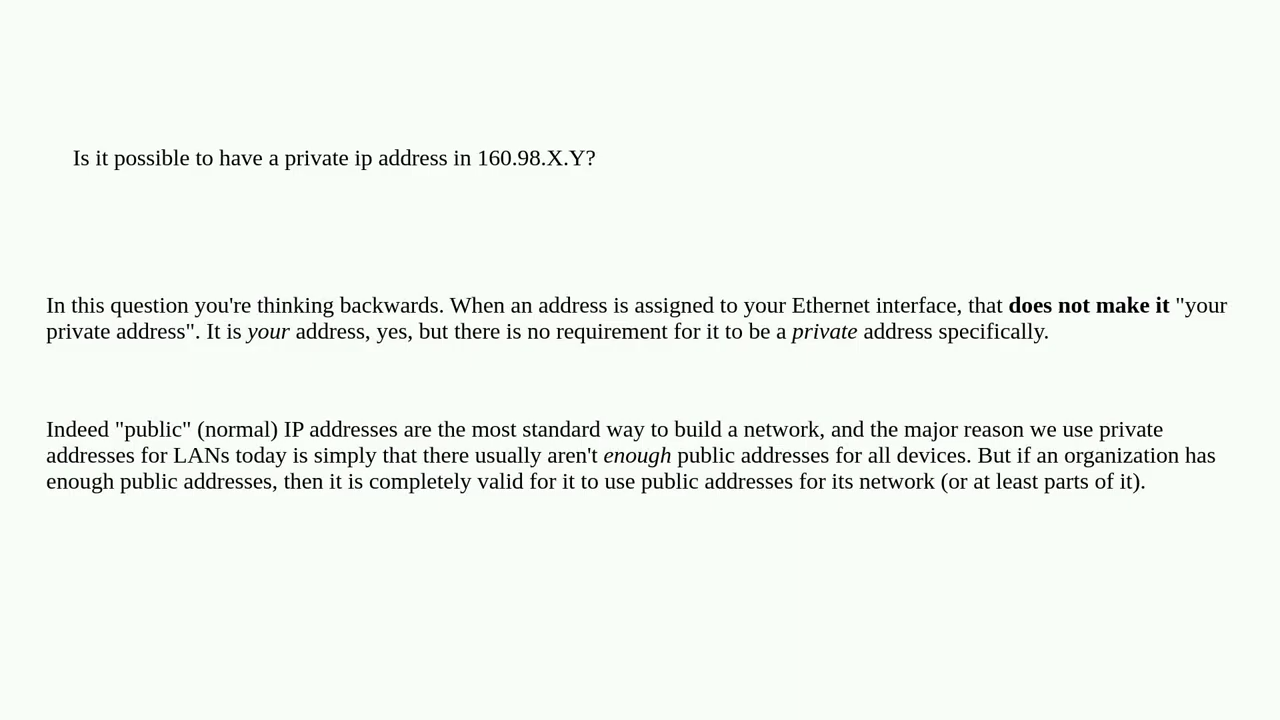 Is it possible to have a private ip address in 160.98.X.Y?
In this question you're thinking backwards. When an address is assigned to your Ethernet interface, that does not make it "your
private address". It is your address, yes, but there is no requirement for it to be a private address specifically.
Indeed "public" (normal) IP addresses are the most standard way to build a network, and the major reason we use private
addresses for LANs today is simply that there usually aren't enough public addresses for all devices. But if an organization has
enough public addresses, then it is completely valid for it to use public addresses for its network (or at least parts of it).